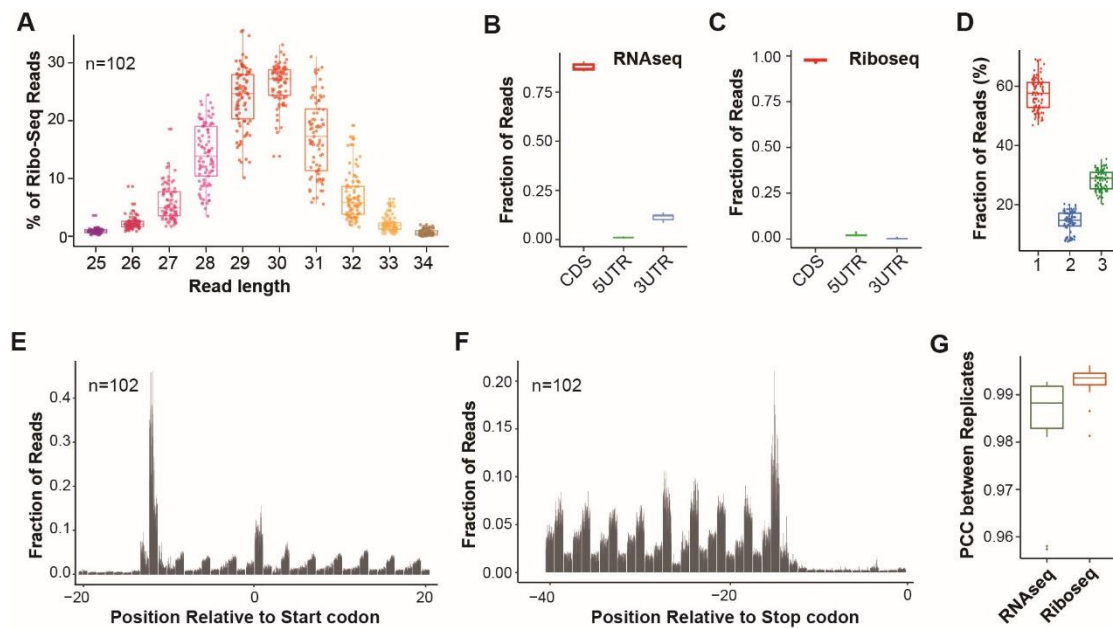 A
n=102
% of Ribo-Seq Reads
30
20
10
0
25 26 27 28 29 30 31 32 33 34
Read length
B
RNAseq
Fraction of Reads
0.75
0.50
0.25
0.00
CDS 5UTR 3UTR
C
Riboseq
Fraction of Reads
1.00
0.75
0.50
0.25
0.00
CDS 5UTR 3UTR
D
Fraction of Reads (%)
60
40
20
1 2 3
E
n=102
Fraction of Reads
0.4
0.3
0.2
0.1
0.0
−20 0 20
Position Relative to Start codon
F
n=102
Fraction of Reads
0.20
0.15
0.10
0.05
0.00
−40 −20 0
Position Relative to Stop codon
G
PCC between Replicates
0.99
0.98
0.97
0.96
RNAseq Riboseq